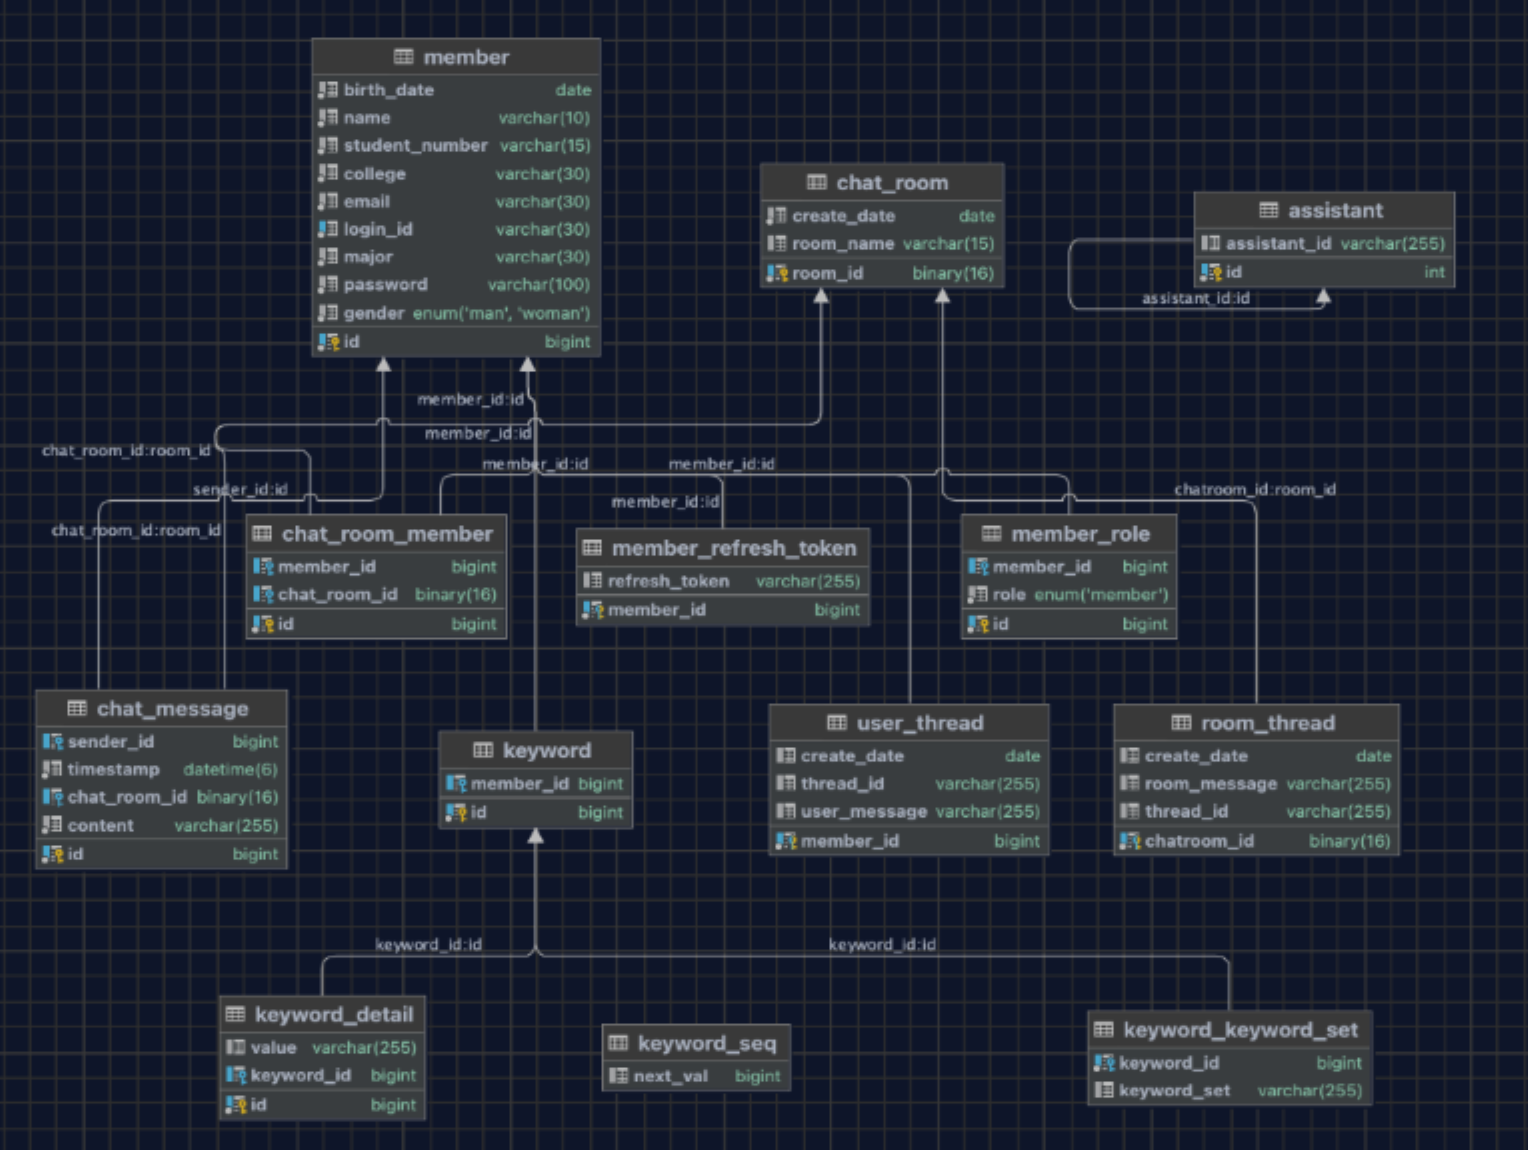 member
birth_date date
name varchar(10)
student_number varchar(15)
college varchar(30)
email varchar(30)
login_id varchar(30)
major varchar(30)
password varchar(100)
gender enum('man', 'woman')
id bigint
chat_room
create_date date
room_name varchar(15)
room_id binary(16)
assistant
assistant_id varchar(255)
id int
assistant_id:id
member_id:id
member_id:id
chat_room_id:room_id
member_id:id
member_id:id
sender_id:id
member_id:id
chatroom_id:room_id
chat_room_id:room_id
chat_room_member
member_id bigint
chat_room_id binary(16)
id bigint
member_refresh_token
refresh_token varchar(255)
member_id bigint
member_role
member_id bigint
role enum('member')
id bigint
chat_message
sender_id bigint
timestamp datetime(6)
chat_room_id binary(16)
content varchar(255)
id bigint
keyword
member_id bigint
id bigint
user_thread
create_date date
thread_id varchar(255)
user_message varchar(255)
member_id bigint
room_thread
create_date date
room_message varchar(255)
thread_id varchar(255)
chatroom_id binary(16)
keyword_id:id
keyword_id:id
keyword_detail
value varchar(255)
keyword_id bigint
id bigint
keyword_seq
next_val bigint
keyword_keyword_set
keyword_id bigint
keyword_set varchar(255)